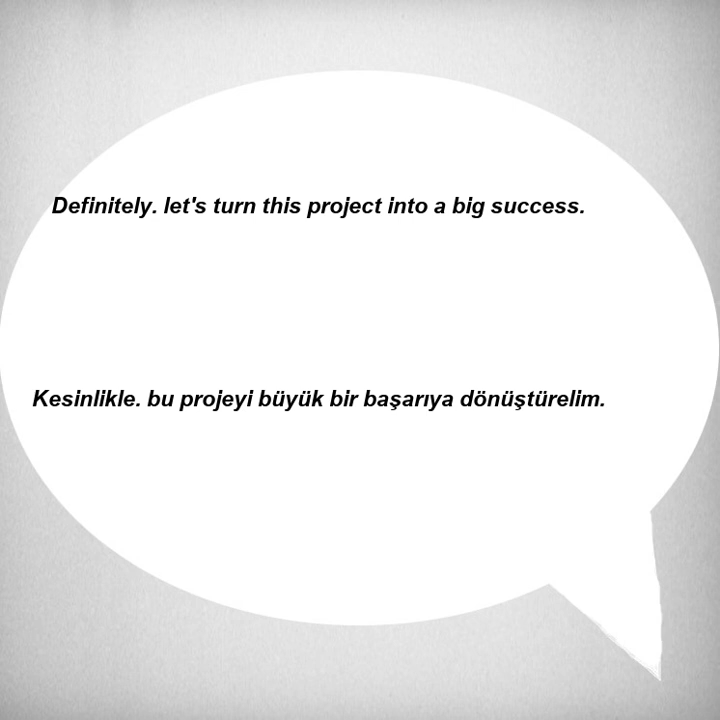 Definitely. let's turn this project into a big success.
Kesinlikle. bu projeyi büyük bir başarıya dönüştürelim.